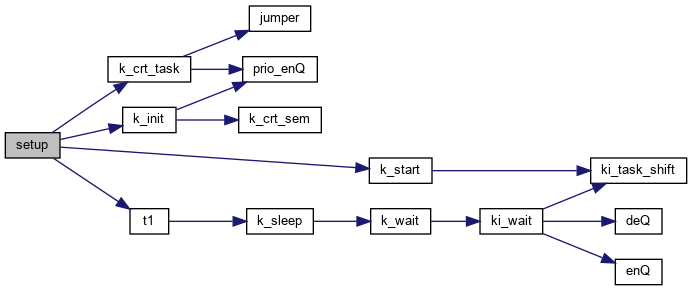 jumper
k_crt_task
prio_enQ
k_init
k_crt_sem
setup
k_start
ki_task_shift
t1
k_sleep
k_wait
ki_wait
deQ
enQ